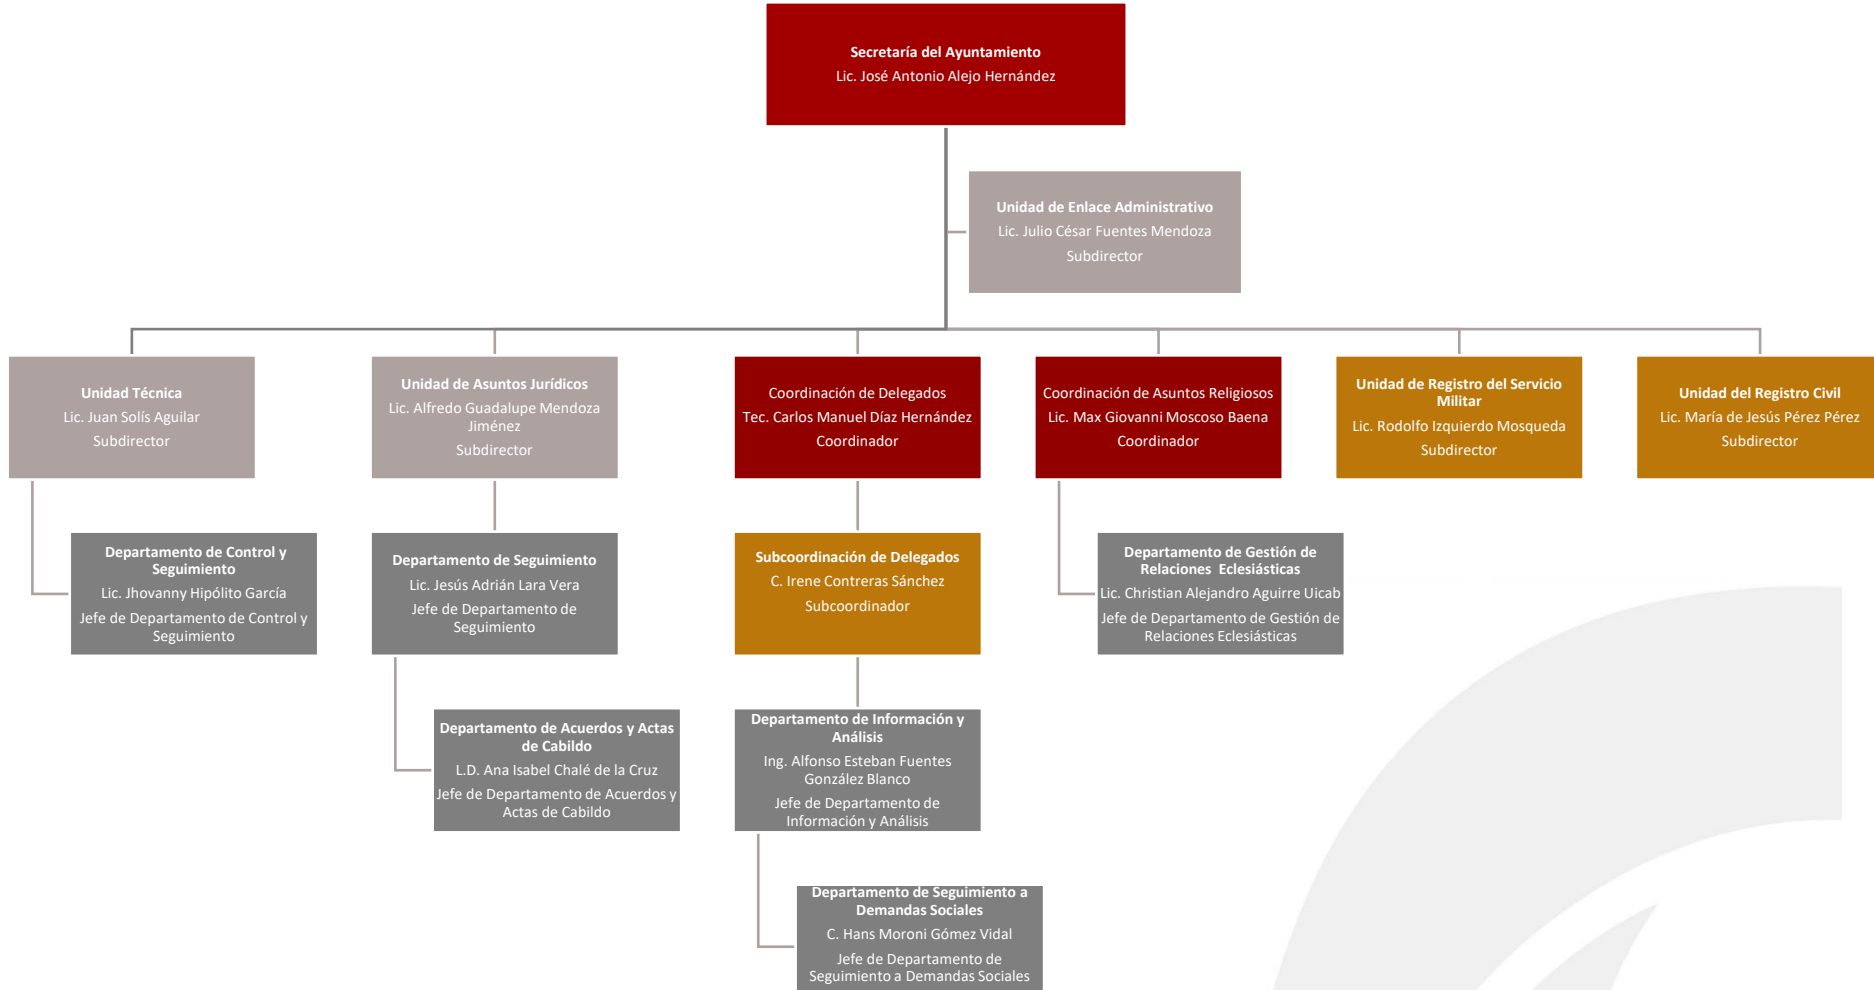 Secretaría del Ayuntamiento
Lic. José Antonio Alejo Hernández
Unidad de Enlace Administrativo
Lic. Julio César Fuentes Mendoza
Subdirector
Unidad Técnica
Lic. Juan Solís Aguilar
Subdirector
Unidad de Asuntos Jurídicos
Lic. Alfredo Guadalupe Mendoza
Jiménez
Subdirector
Coordinación de Delegados
Tec. Carlos Manuel Díaz Hernández
Coordinador
Coordinación de Asuntos Religiosos
Lic. Max Giovanni Moscoso Baena
Coordinador
Unidad de Registro del Servicio
Militar
Lic. Rodolfo Izquierdo Mosqueda
Subdirector
Unidad del Registro Civil
Lic. María de Jesús Pérez Pérez
Subdirector
Departamento de Control y
Seguimiento
Lic. Jhovanny Hipólito García
Jefe de Departamento de Control y
Seguimiento
Departamento de Seguimiento
Lic. Jesús Adrián Lara Vera
Jefe de Departamento de
Seguimiento
Subcoordinación de Delegados
C. Irene Contreras Sánchez
Subcoordinador
Departamento de Gestión de
Relaciones Eclesiásticas
Lic. Christian Alejandro Aguirre Uicab
Jefe de Departamento de Gestión de
Relaciones Eclesiásticas
Departamento de Acuerdos y Actas
de Cabildo
L.D. Ana Isabel Chalé de la Cruz
Jefe de Departamento de Acuerdos y
Actas de Cabildo
Departamento de Información y
Análisis
Ing. Alfonso Esteban Fuentes
González Blanco
Jefe de Departamento de
Información y Análisis
Departamento de Seguimiento a
Demandas Sociales
C. Hans Moroni Gómez Vidal
Jefe de Departamento de
Seguimiento a Demandas Sociales